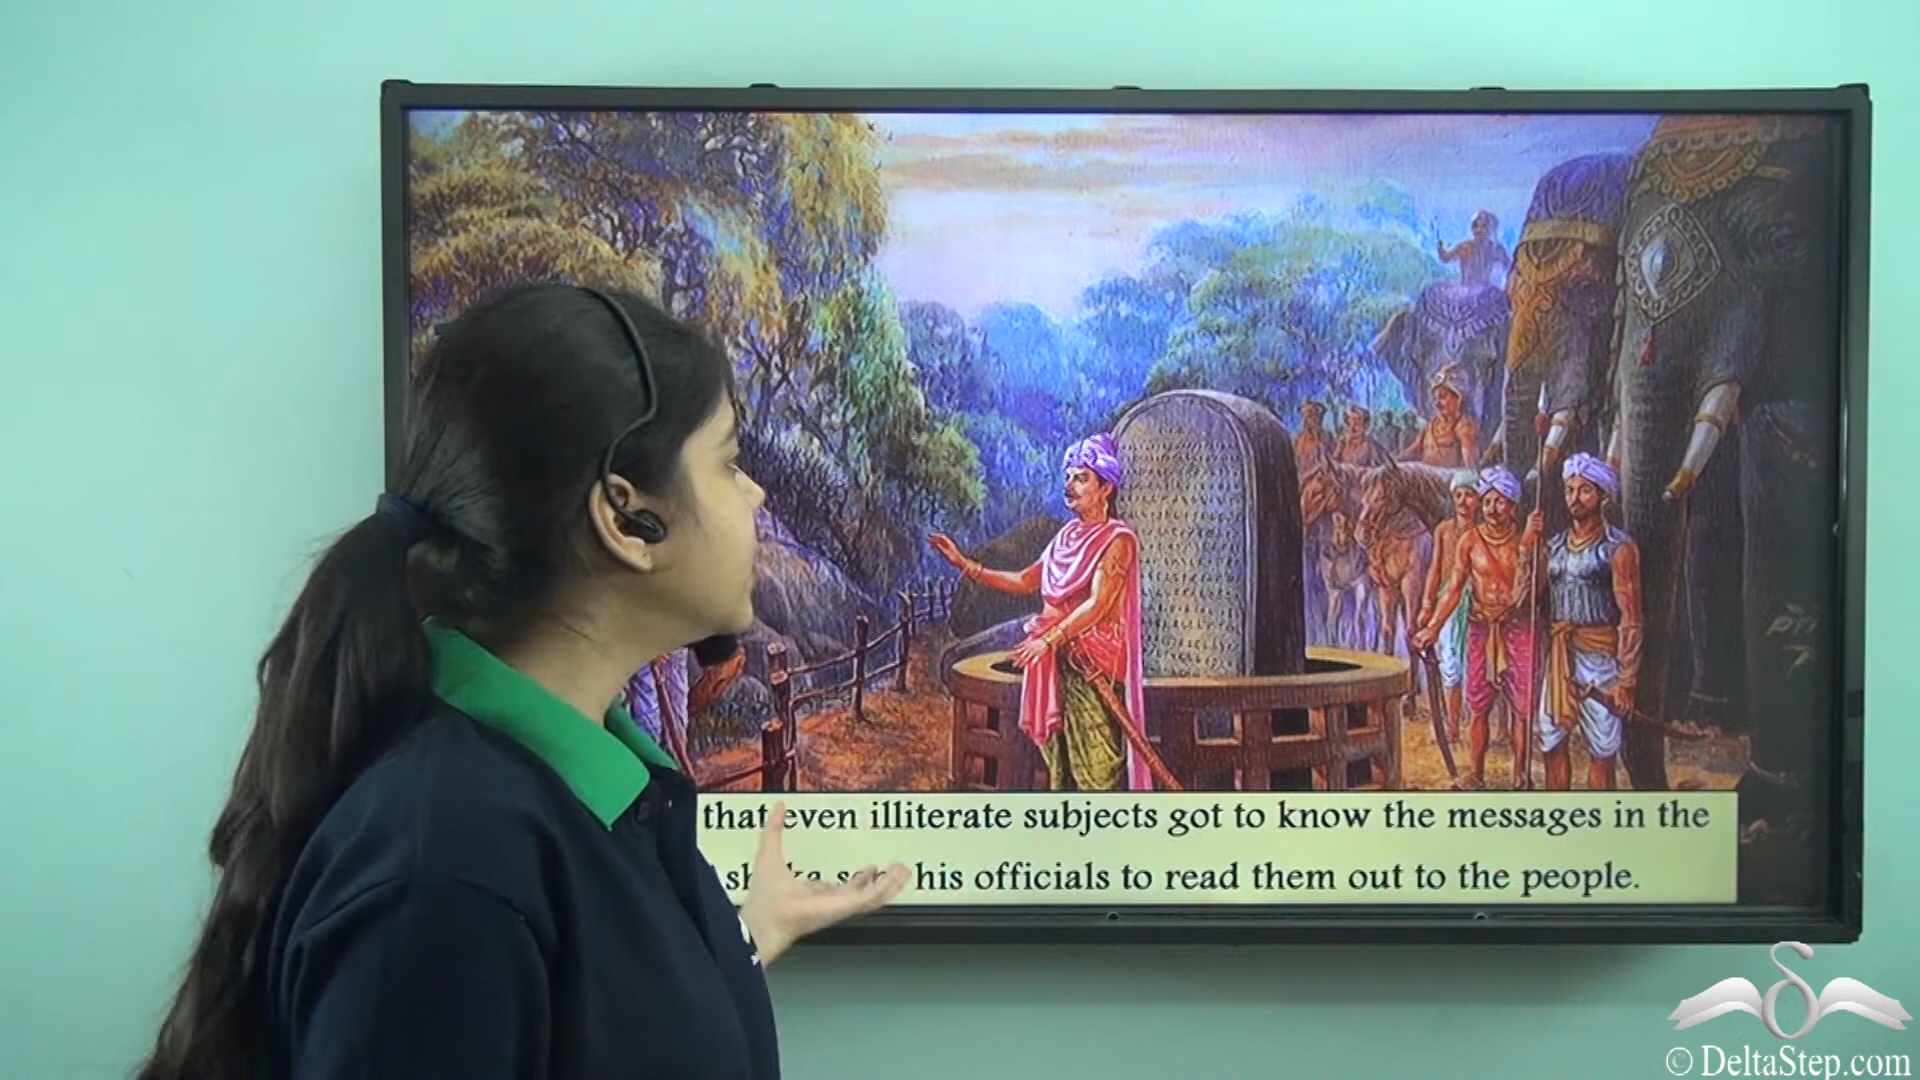 that even illiterate subjects got to know the messages in the
his officials to read them out to the people.
© DeltaStep.com